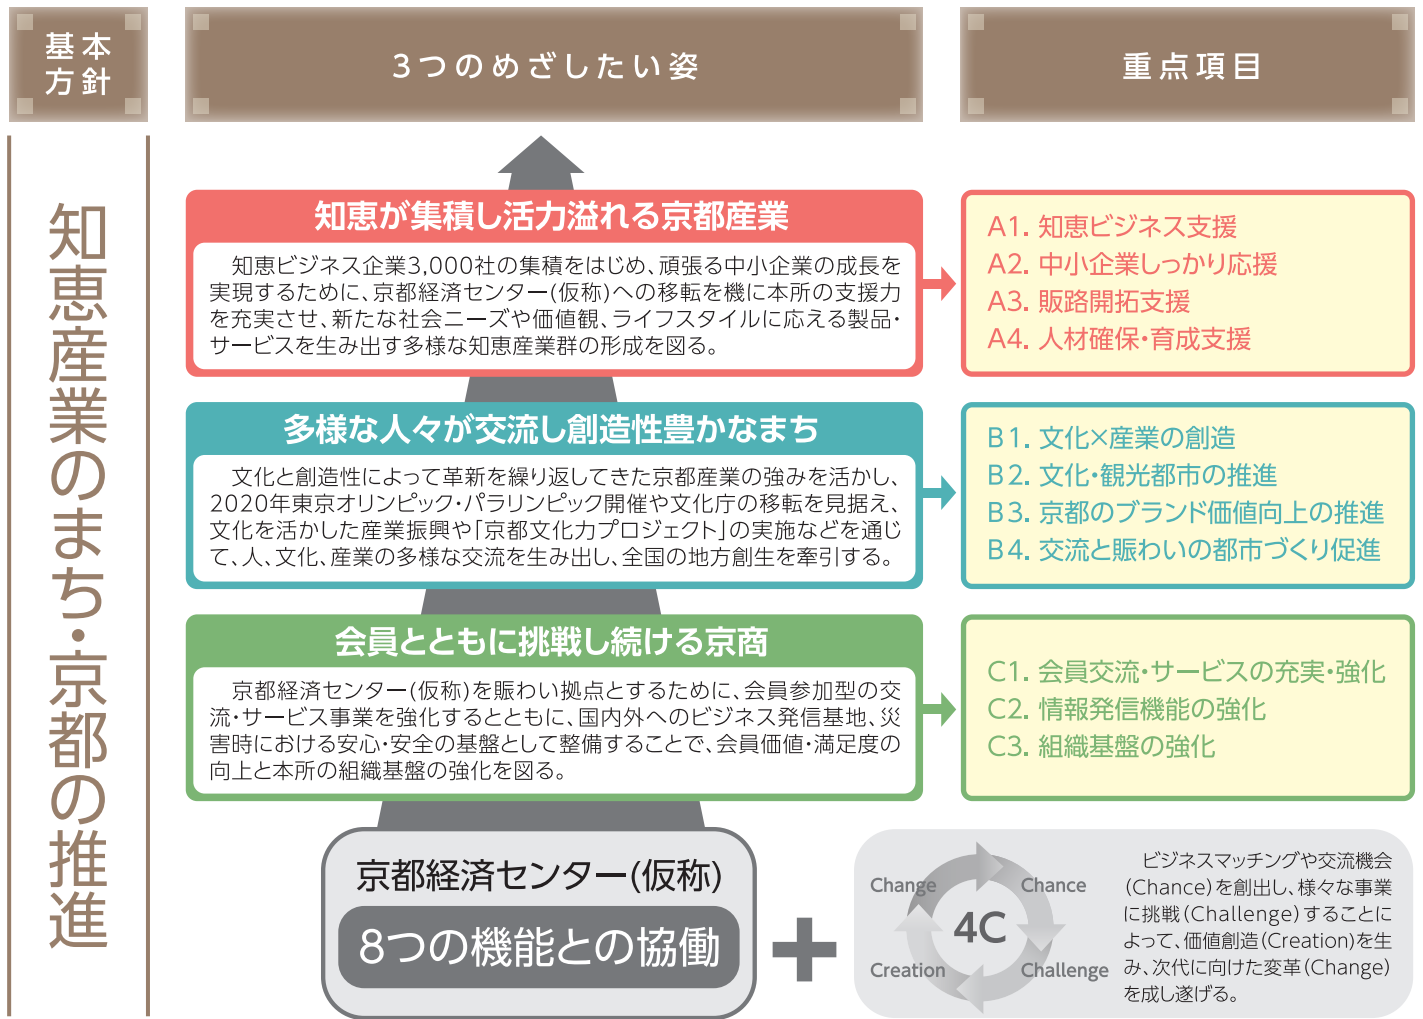 基本
方針
3つのめざしたい姿
重点項目
知恵産業のまち・京都の推進
知恵が集積し活力溢れる京都産業
知恵ビジネス企業3,000社の集積をはじめ、頑張る中小企業の成長を
実現するために、京都経済センター(仮称)への移転を機に本所の支援力
を充実させ、新たな社会ニーズや価値観、ライフスタイルに応える製品・
サービスを生み出す多様な知恵産業群の形成を図る。
A1. 知恵ビジネス支援
A2. 中小企業しっかり応援
A3. 販路開拓支援
A4. 人材確保・育成支援
多様な人々が交流し創造性豊かなまち
文化と創造性によって革新を繰り返してきた京都産業の強みを活かし、
2020年東京オリンピック・パラリンピック開催や文化庁の移転を見据え、
文化を活かした産業振興や「京都文化力プロジェクト」の実施などを通じ
て、人、文化、産業の多様な交流を生み出し、全国の地方創生を牽引する。
B1. 文化×産業の創造
B2. 文化・観光都市の推進
B3. 京都のブランド価値向上の推進
B4. 交流と賑わいの都市づくり促進
会員とともに挑戦し続ける京商
京都経済センター(仮称)を賑わい拠点とするために、会員参加型の交
流・サービス事業を強化するとともに、国内外へのビジネス発信基地、災
害時における安心・安全の基盤として整備することで、会員価値・満足度の
向上と本所の組織基盤の強化を図る。
C1. 会員交流・サービスの充実・強化
C2. 情報発信機能の強化
C3. 組織基盤の強化
京都経済センター(仮称)
8つの機能との協働
+
Change
Chance
4C
Creation
Challenge
ビジネスマッチングや交流機会
(Chance)を創出し、様々な事業
に挑戦(Challenge)することに
よって、価値創造(Creation)を生
み、次代に向けた変革(Change)
を成し遂げる。